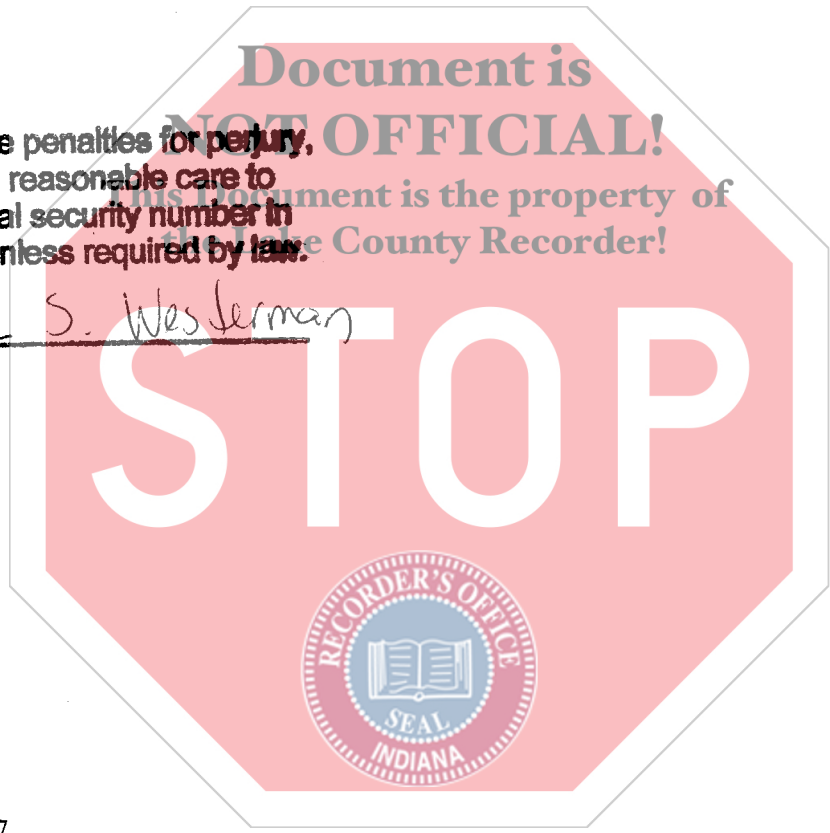 Document is
NOT OFFICIAL!
This Document is the property of
the Lake County Recorder!
e penalties for perjury,
reasonable care to
al security number in
nless required by law.
S. Westerman
STOP
RECORDER'S OFFICE
SEAL
INDIANA
7